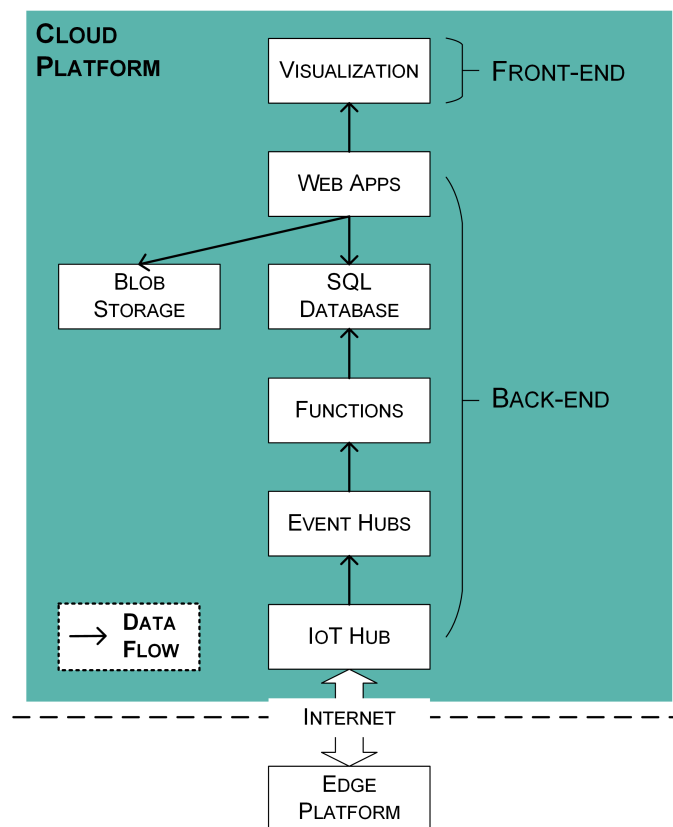 CLOUD
PLATFORM
VISUALIZATION
FRONT-END
WEB APPS
BLOB
STORAGE
SQL
DATABASE
FUNCTIONS
BACK-END
EVENT HUBS
DATA
FLOW
IOT HUB
INTERNET
EDGE
PLATFORM